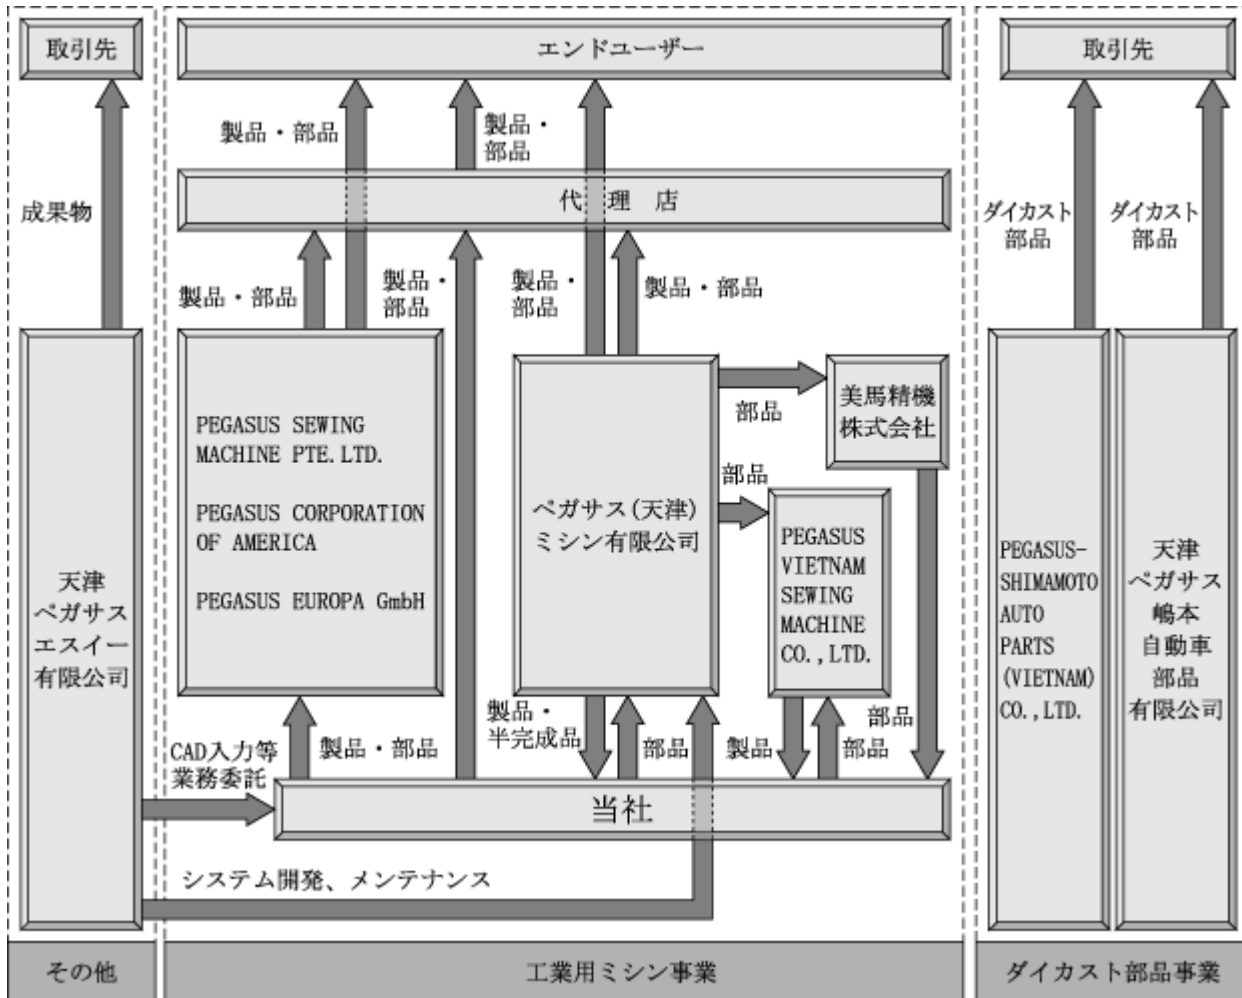 取引先
エンドユーザー
取引先
製品・部品
製品・
部品
成果物
代理店
ダイカスト
部品
ダイカスト
部品
製品・部品
製品・
部品
製品・
部品
製品・部品
PEGASUS SEWING
MACHINE PTE.LTD.
PEGASUS CORPORATION
OF AMERICA
PEGASUS EUROPA GmbH
ペガサス(天津)
ミシン有限公司
部品
美馬精機
株式会社
部品
PEGASUS
VIETNAM
SEWING
MACHINE
CO.,LTD.
天津
ペガサス
エスイー
有限公司
PEGASUS-
SHIMAMOTO
AUTO
PARTS
(VIETNAM)
CO.,LTD.
天津
ペガサス
嶋本
自動車
部品
有限公司
CAD入力等
業務委託
製品・部品
製品・
半完成品
部品
製品
部品
部品
当社
システム開発、メンテナンス
その他
工業用ミシン事業
ダイカスト部品事業